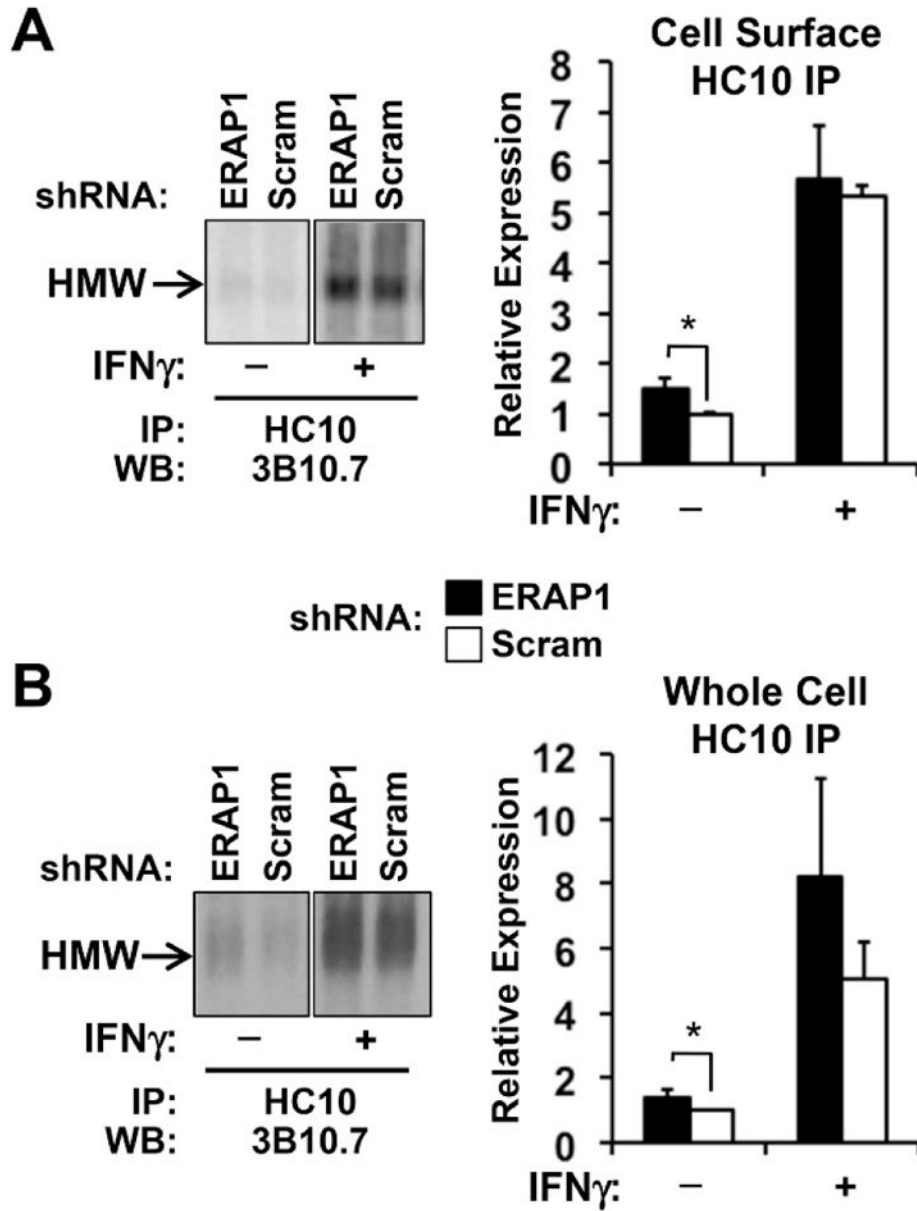 A
shRNA:
ERAP1
Scram
ERAP1
Scram
HMW
IFNγ: – +
IP: HC10
WB: 3B10.7
Cell Surface
HC10 IP
Relative Expression
8
7
6
5
4
3
2
1
0
*
IFNγ: – +
shRNA:
ERAP1
Scram
B
shRNA:
ERAP1
Scram
ERAP1
Scram
HMW
IFNγ: – +
IP: HC10
WB: 3B10.7
Whole Cell
HC10 IP
Relative Expression
12
10
8
6
4
2
0
*
IFNγ: – +